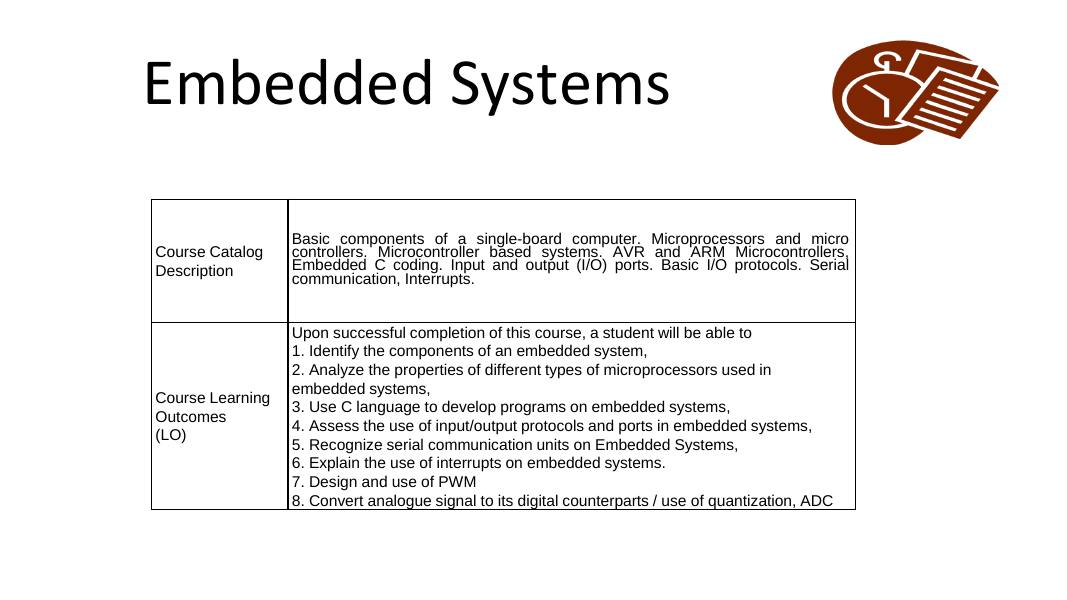 Embedded Systems
Course Catalog
Description
Basic components of a single-board computer. Microprocessors and micro
controllers. Microcontroller based systems. AVR and ARM Microcontrollers,
Embedded C coding. Input and output (I/O) ports. Basic I/O protocols. Serial
communication, Interrupts.
Course Learning
Outcomes
(LO)
Upon successful completion of this course, a student will be able to
1. Identify the components of an embedded system,
2. Analyze the properties of different types of microprocessors used in
embedded systems,
3. Use C language to develop programs on embedded systems,
4. Assess the use of input/output protocols and ports in embedded systems,
5. Recognize serial communication units on Embedded Systems,
6. Explain the use of interrupts on embedded systems.
7. Design and use of PWM
8. Convert analogue signal to its digital counterparts / use of quantization, ADC